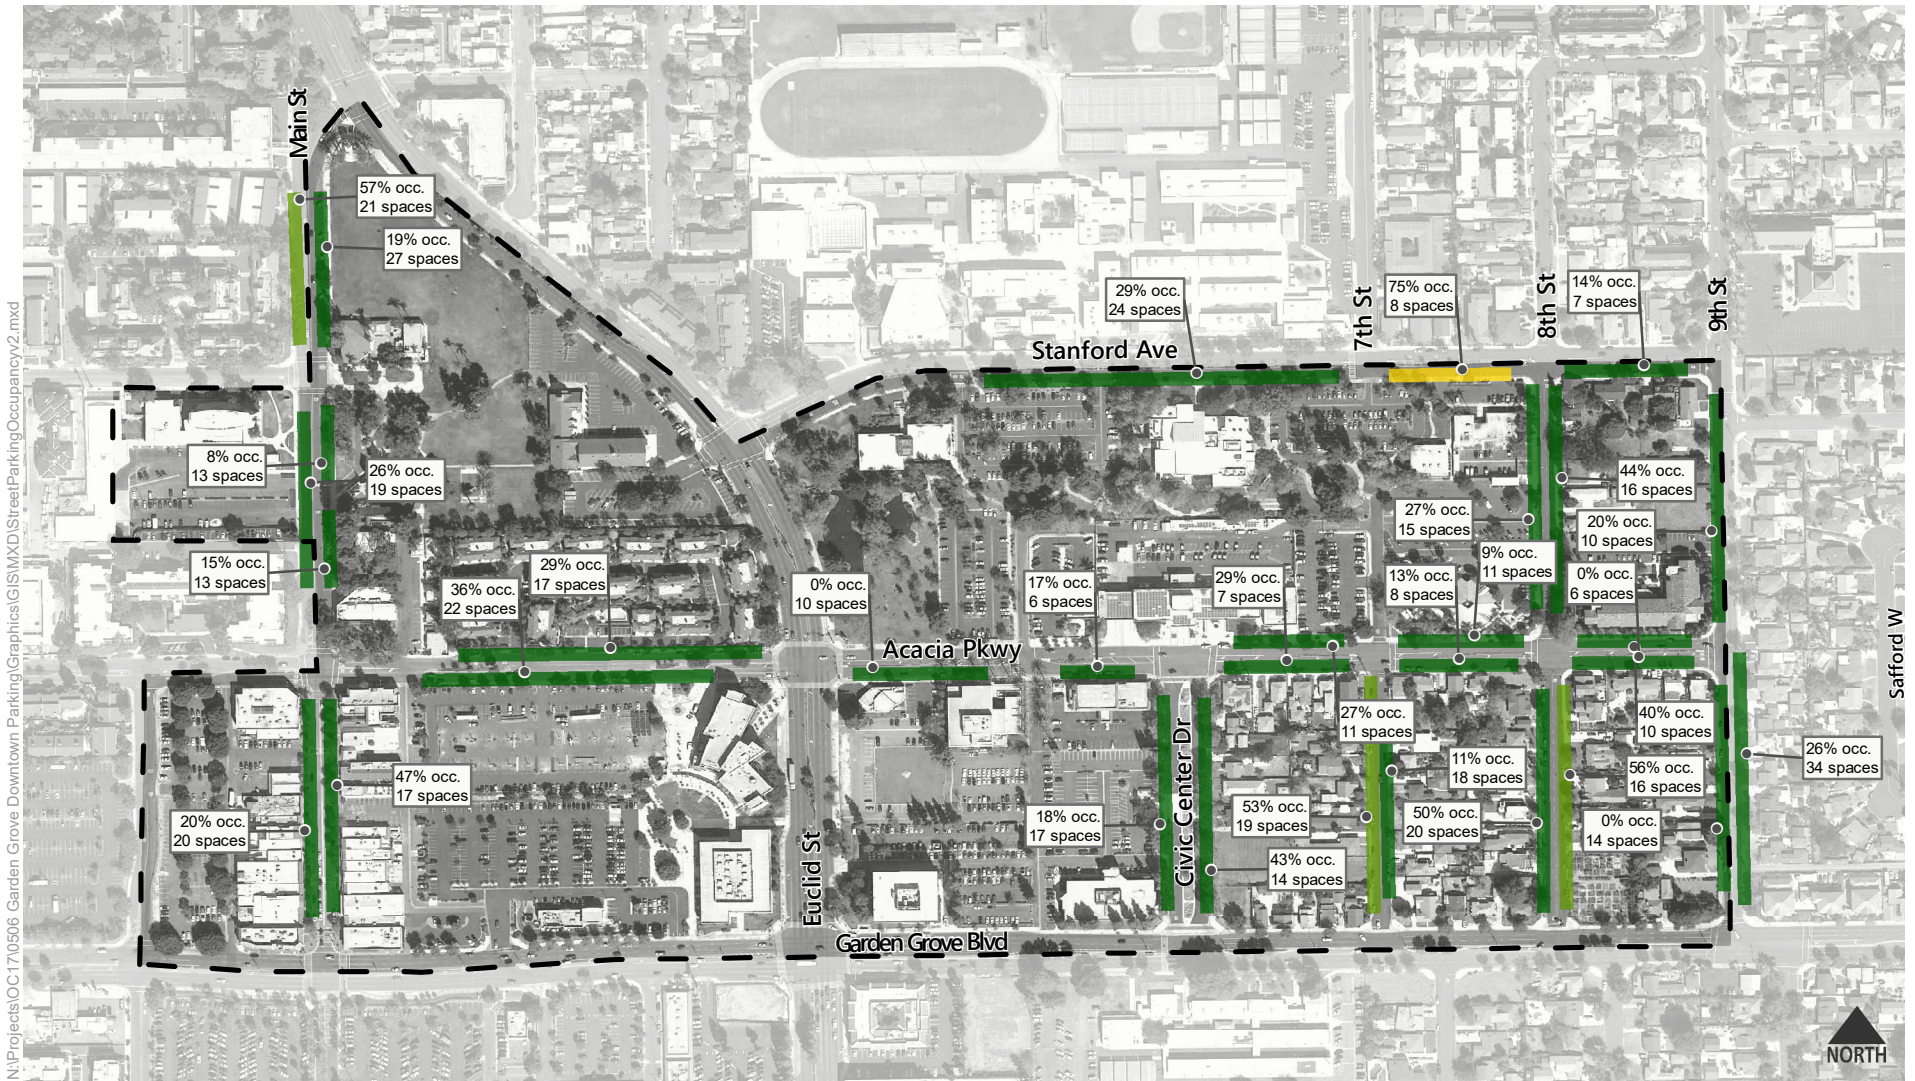 N:\Projects\OC17\0506 Garden Grove Downtown Parking\Graphics\GIS\MXD\StreetParkingOccupancyv2.mxd
Main St
57% occ.
21 spaces
19% occ.
27 spaces
29% occ.
24 spaces
Stanford Ave
7th St
75% occ.
8 spaces
8th St
14% occ.
7 spaces
9th St
8% occ.
13 spaces
26% occ.
19 spaces
15% occ.
13 spaces
44% occ.
16 spaces
27% occ.
15 spaces
20% occ.
10 spaces
9% occ.
11 spaces
36% occ.
22 spaces
29% occ.
17 spaces
0% occ.
10 spaces
17% occ.
6 spaces
29% occ.
7 spaces
13% occ.
8 spaces
0% occ.
6 spaces
Acacia Pkwy
Safford W
27% occ.
11 spaces
40% occ.
10 spaces
26% occ.
34 spaces
47% occ.
17 spaces
11% occ.
18 spaces
56% occ.
16 spaces
20% occ.
20 spaces
18% occ.
17 spaces
Civic Center Dr
53% occ.
19 spaces
50% occ.
20 spaces
0% occ.
14 spaces
43% occ.
14 spaces
Euclid St
Garden Grove Blvd
NORTH